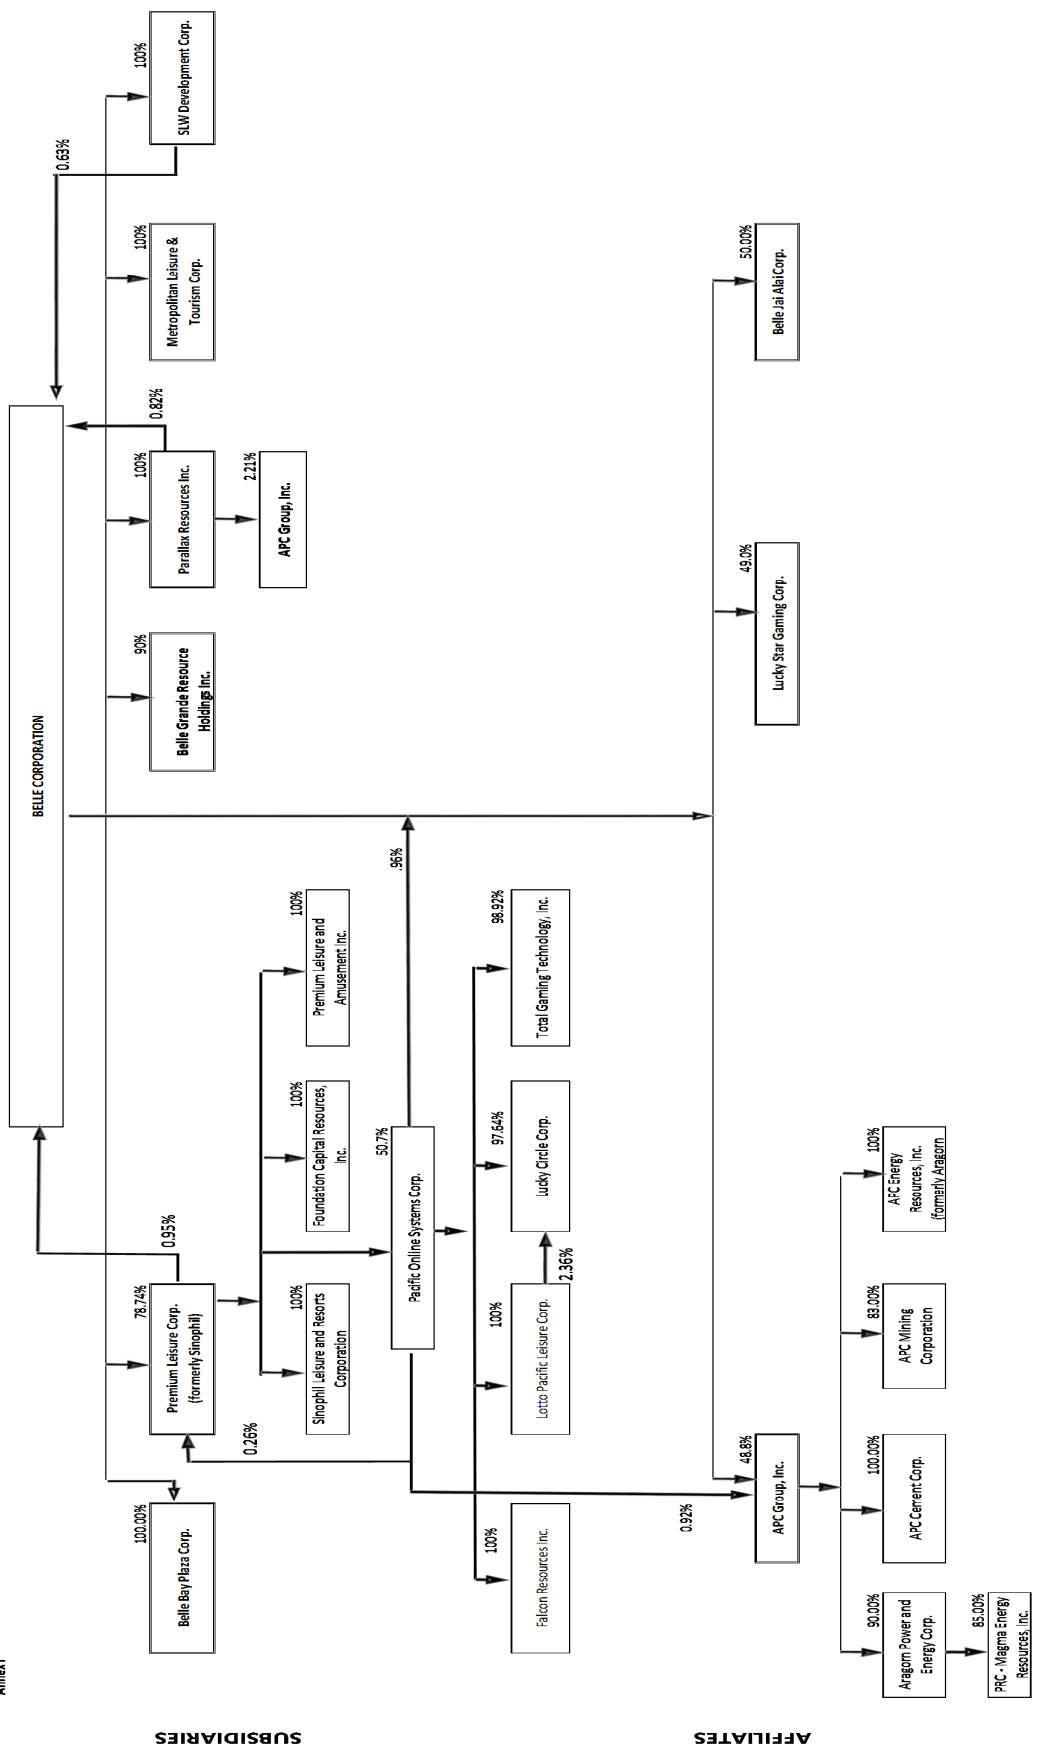 Annex I
BELLE CORPORATION
SUBSIDIARIES
0.63%
0.95%
0.82%
100.00%
Belle Bay Plaza Corp.
78.74%
Premium Leisure Corp.
(formerly Sinophil)
90%
Belle Grande Resource
Holdings Inc.
100%
Parallax Resources Inc.
100%
Metropolitan Leisure &
Tourism Corp.
100%
SLW Development Corp.
2.21%
APC Group, Inc.
0.26%
100%
Sinophil Leisure and Resorts
Corporation
100%
Foundation Capital Resources,
Inc.
100%
Premium Leisure and
Amusement Inc.
50.7%
Pacific Online Systems Corp.
.96%
100%
Falcon Resources Inc.
100%
Lotto Pacific Leisure Corp.
2.36%
97.64%
Lucky Circle Corp.
98.92%
Total Gaming Technology, Inc.
AFFILIATES
0.92%
48.8%
APC Group, Inc.
49.0%
Lucky Star Gaming Corp.
50.00%
Belle Jai Alai Corp.
90.00%
Aragorn Power and
Energy Corp.
100.00%
APC Cement Corp.
83.00%
APC Mining
Corporation
100%
APC Energy
Resources, Inc.
(formerly Aragorn
85.00%
PRC - Magma Energy
Resources, Inc.